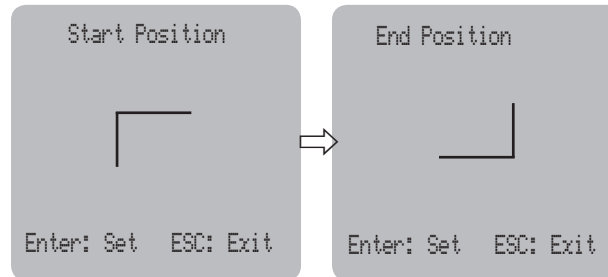 Start Position
Enter: Set ESC: Exit
End Position
Enter: Set ESC: Exit